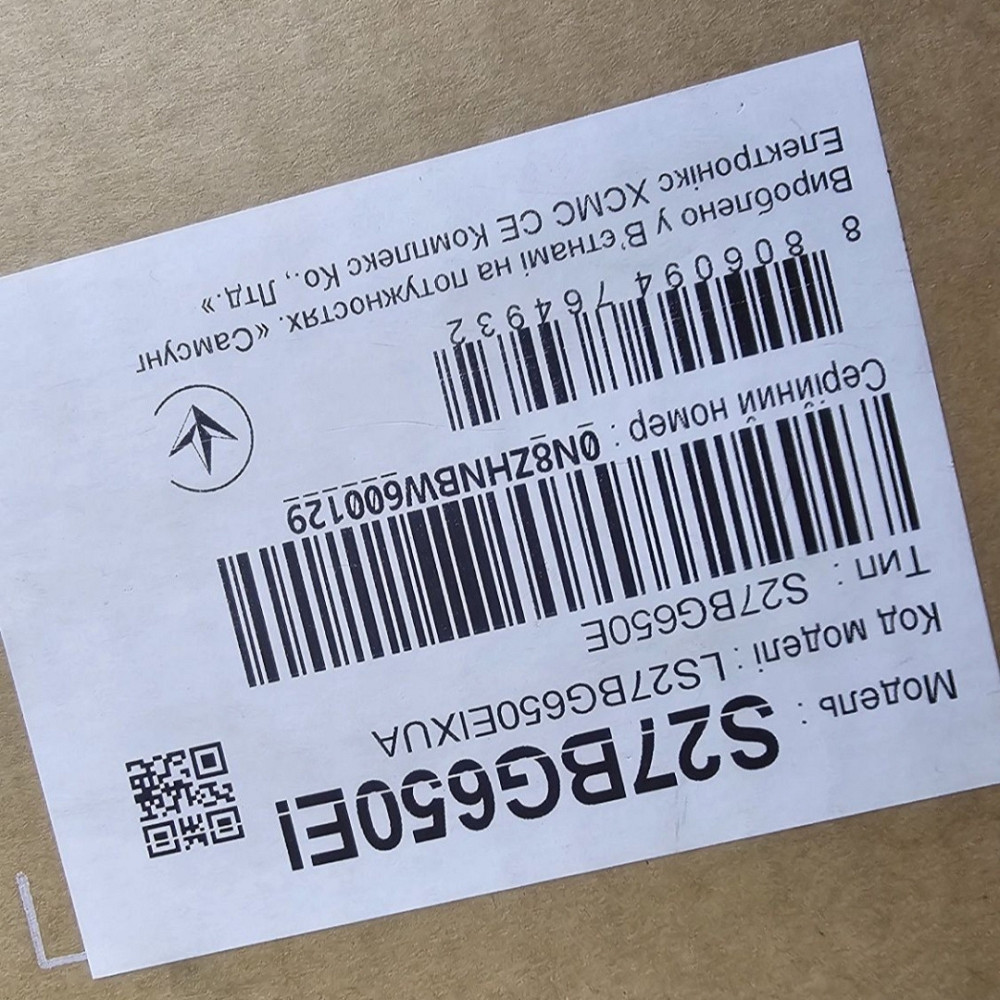 Модель : S27BG650EI
Код моделі : LS27BG650EIXUA
Тип : S27BG650E
Серійний номер : 0N8ZHNBW600129
8 806094 764932
Вироблено у В'єтнамі на потужностях. «Самсунг
Електронікс ХСМС СЕ Комплекс Ко., Лтд.»